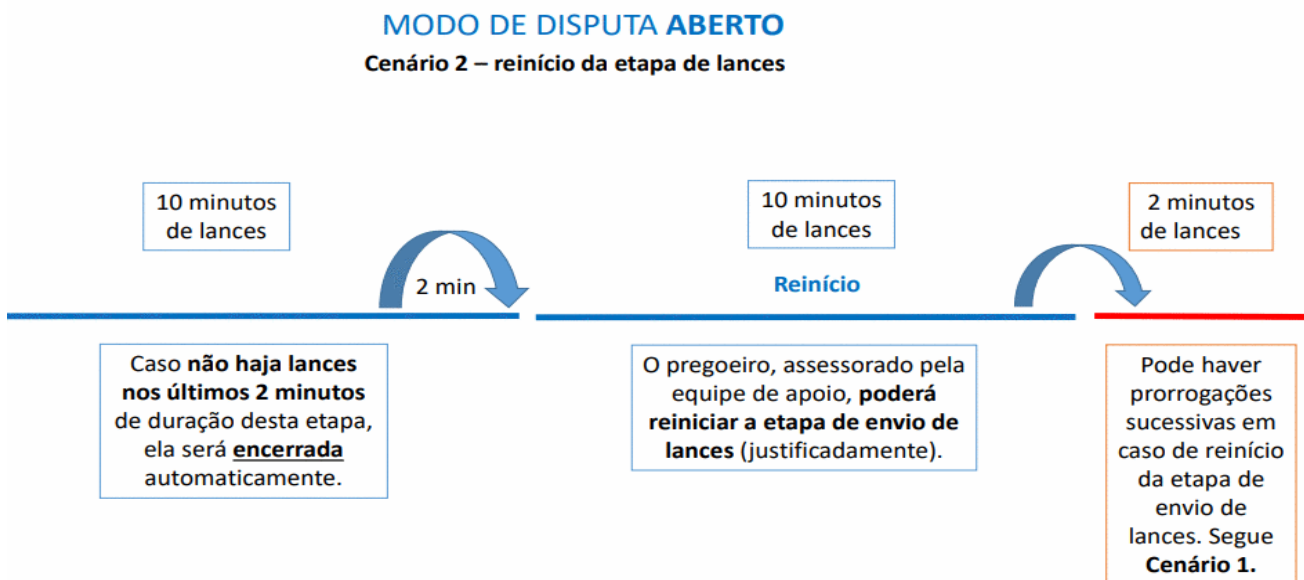 MODO DE DISPUTA ABERTO
Cenário 2 – reinício da etapa de lances
10 minutos
de lances
2 min
10 minutos
de lances
Reinício
2 minutos
de lances
Caso não haja lances
nos últimos 2 minutos
de duração desta etapa,
ela será encerrada
automaticamente.
O pregoeiro, assessorado pela
equipe de apoio, poderá
reiniciar a etapa de envio de
lances (justificadamente).
Pode haver
prorrogações
sucessivas em
caso de reinício
da etapa de
envio de
lances. Segue
Cenário 1.